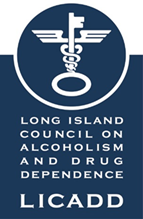 LONG ISLAND
COUNCIL ON
ALCOHOLISM
AND DRUG
DEPENDENCE
LICADD